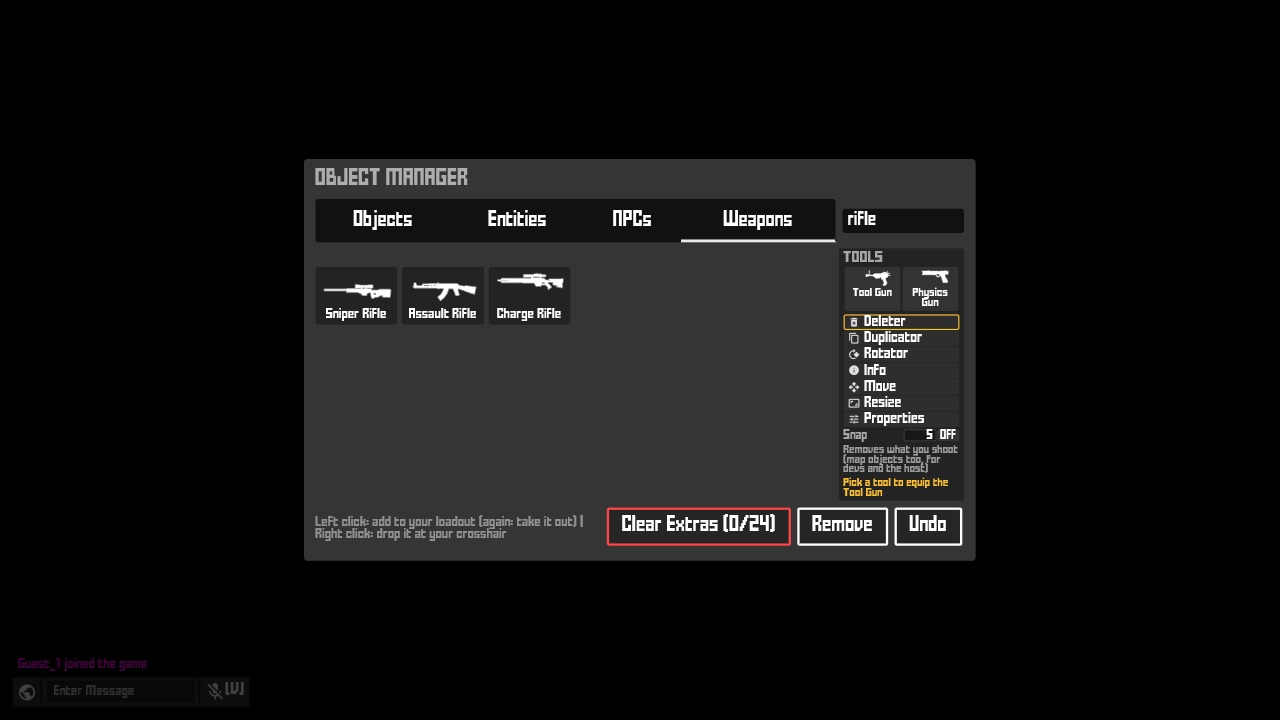 OBJECT MANAGER
Objects
Entities
NPCs
Weapons
rifle
Sniper Rifle
Assault Rifle
Charge Rifle
TOOLS
Tool Gun
Physics
Gun
Deleter
Duplicator
Rotator
Info
Move
Resize
Properties
Snap
5
OFF
Removes what you shoot
(map objects too, for
devs and the host)
Pick a tool to equip the
Tool Gun
Left click: add to your loadout (again: take it out) |
Right click: drop it at your crosshair
Clear Extras (0/24)
Remove
Undo
Guest_1 joined the game
Enter Message
[V]